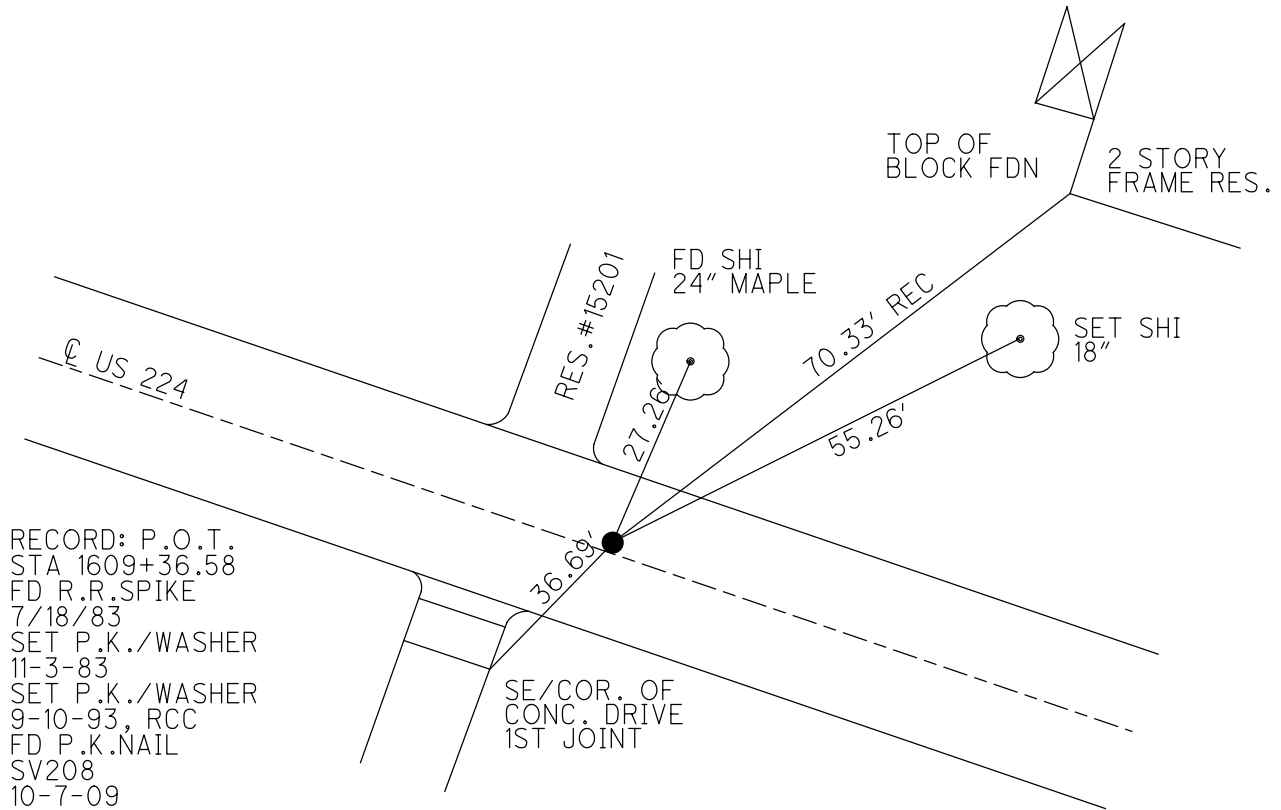 TOP OF
BLOCK FDN
2 STORY
FRAME RES.
FD SHI
24" MAPLE
RES. #15201
SET SHI
18"
70.33' REC
55.26'
27.26'
℄ US 224
36.69'
RECORD: P.O.T.
STA 1609+36.58
FD R.R.SPIKE
7/18/83
SET P.K./WASHER
11-3-83
SET P.K./WASHER
9-10-93, RCC
FD P.K.NAIL
SV208
10-7-09
SE/COR. OF
CONC. DRIVE
1ST JOINT